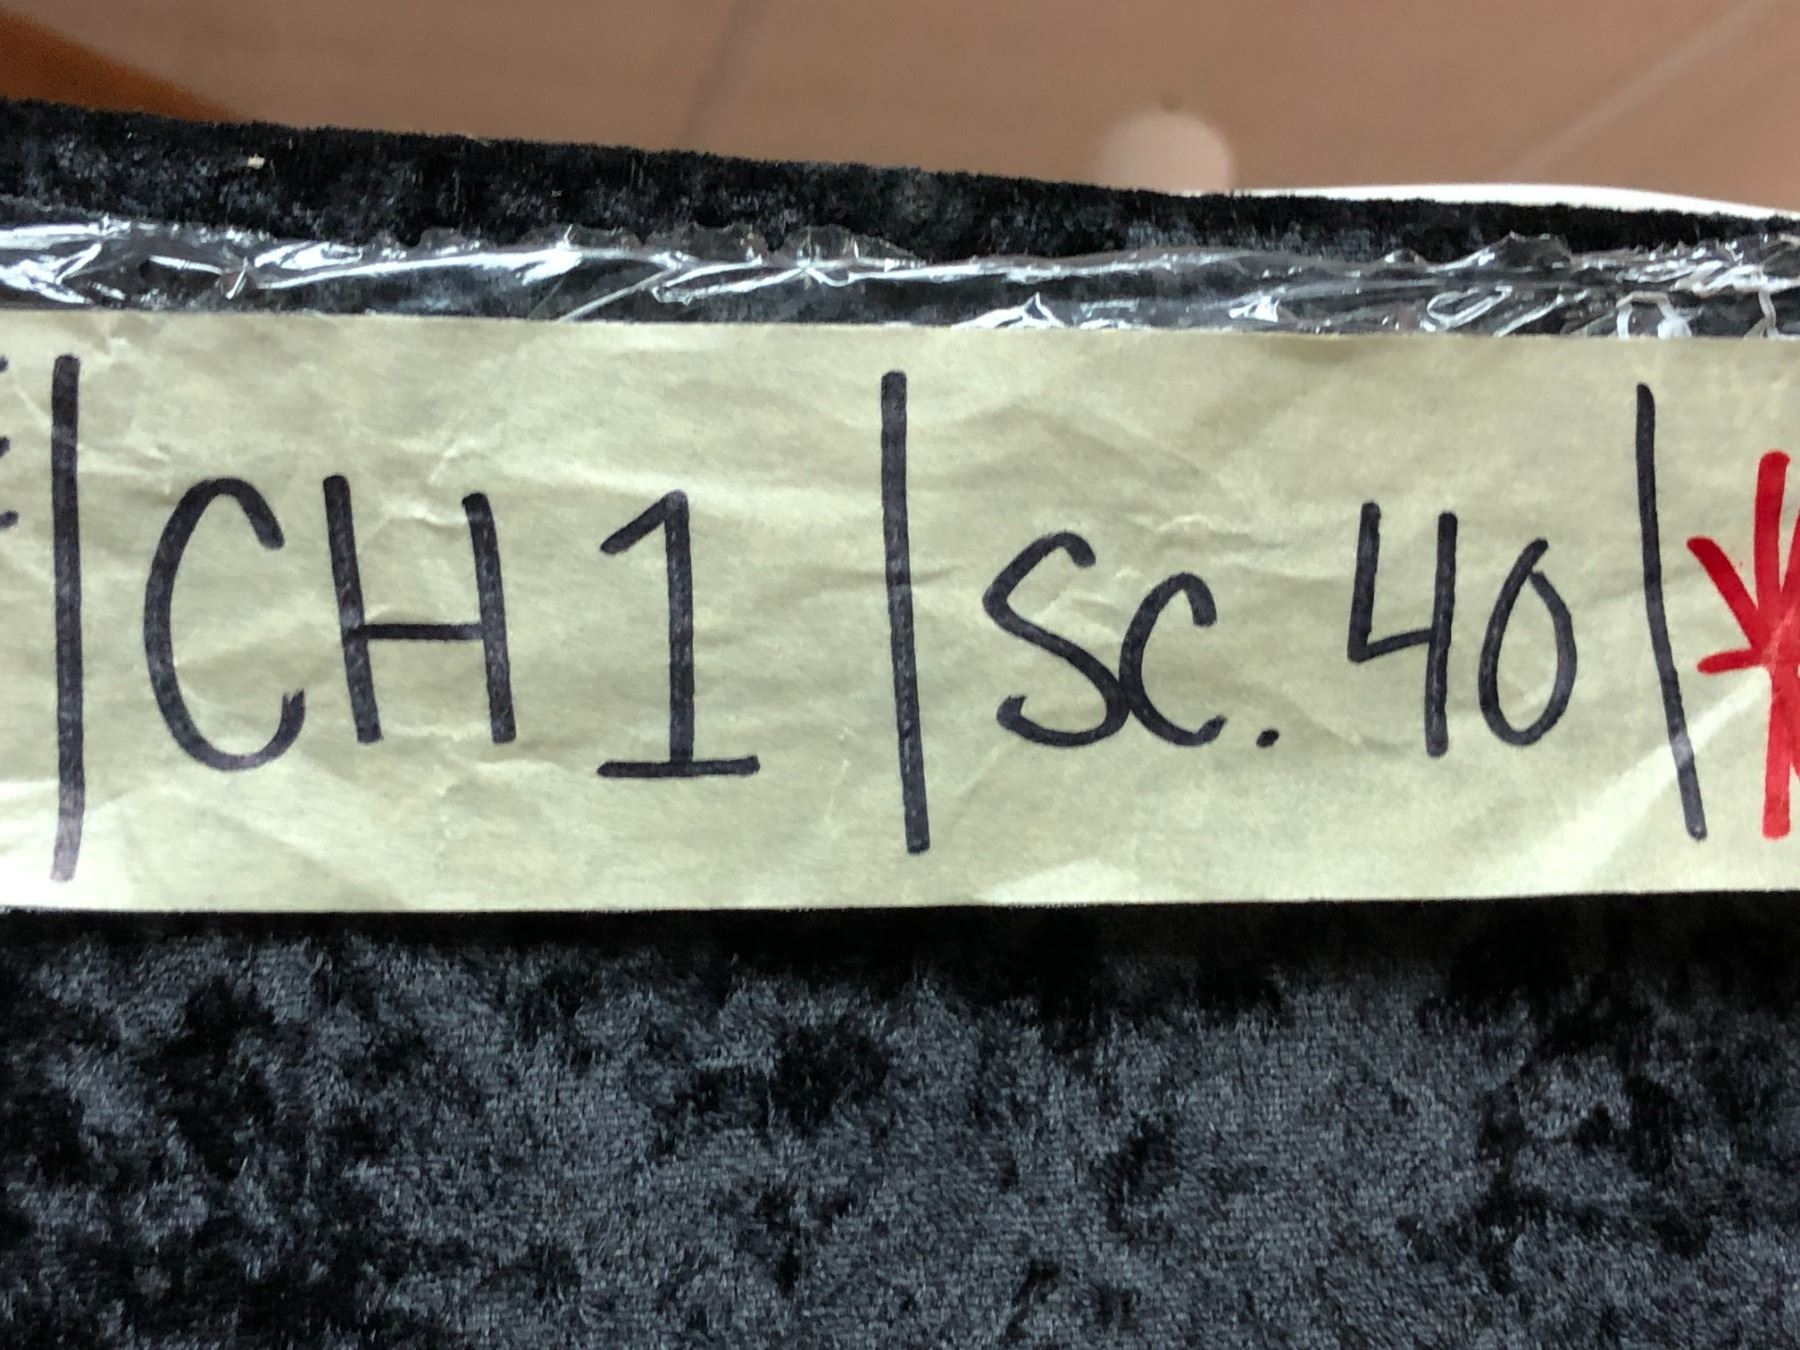 | CH 1 | Sc. 40 |